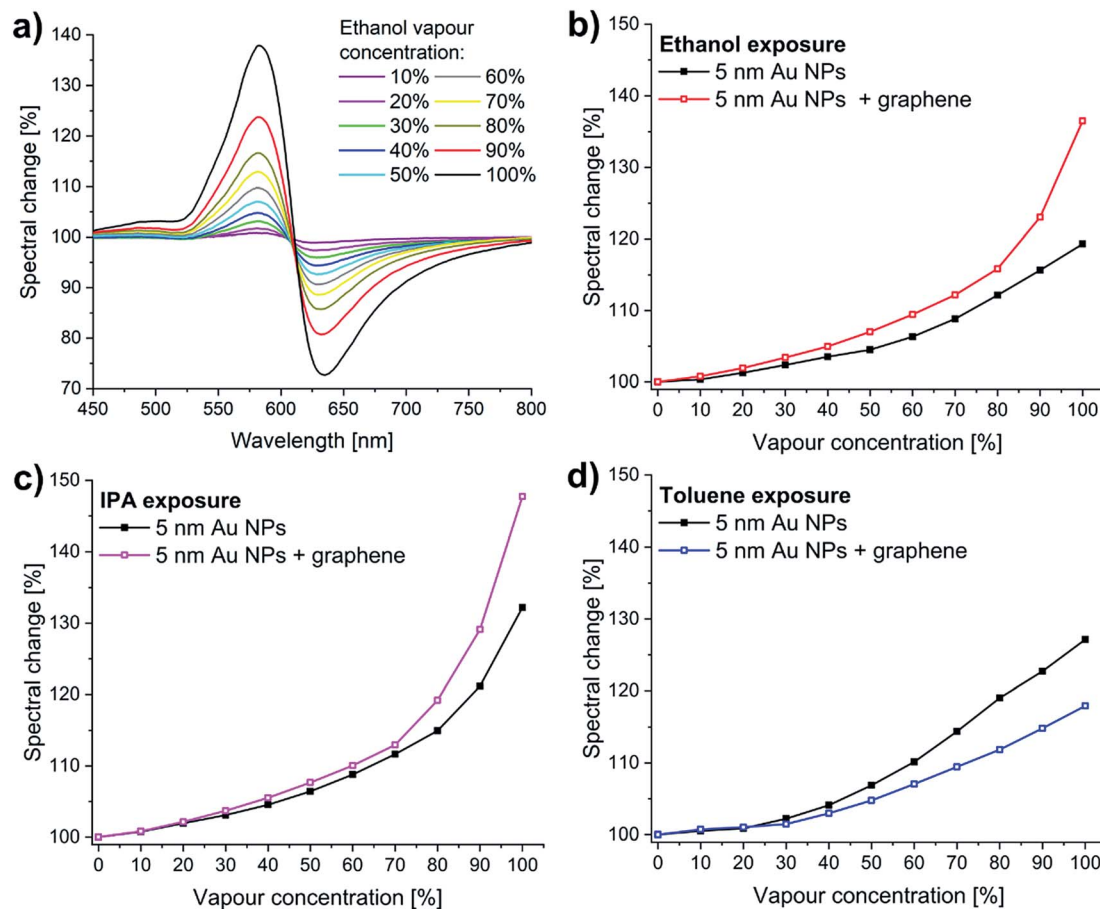 a)
Ethanol vapour
concentration:
10% 60%
20% 70%
30% 80%
40% 90%
50% 100%
140
130
120
110
100
90
80
70
Spectral change [%]
450 500 550 600 650 700 750 800
Wavelength [nm]
b)
Ethanol exposure
5 nm Au NPs
5 nm Au NPs + graphene
150
140
130
120
110
100
Spectral change [%]
0 10 20 30 40 50 60 70 80 90 100
Vapour concentration [%]
c)
IPA exposure
5 nm Au NPs
5 nm Au NPs + graphene
150
140
130
120
110
100
Spectral change [%]
0 10 20 30 40 50 60 70 80 90 100
Vapour concentration [%]
d)
Toluene exposure
5 nm Au NPs
5 nm Au NPs + graphene
150
140
130
120
110
100
Spectral change [%]
0 10 20 30 40 50 60 70 80 90 100
Vapour concentration [%]